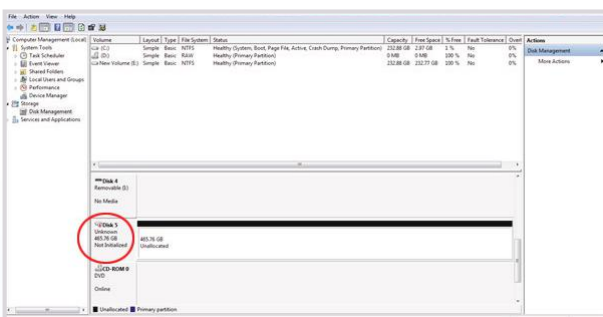 File Action View Help
Computer Management (Local)
System Tools
Task Scheduler
Event Viewer
Shared Folders
Local Users and Groups
Performance
Device Manager
Storage
Disk Management
Services and Applications
Volume Layout Type File System Status Capacity Free Space % Free Fault Tolerance Overl
(C:) Simple Basic NTFS Healthy (System, Boot, Page File, Active, Crash Dump, Primary Partition) 232.88 GB 2.97 GB 1 % No 0%
(D:) Simple Basic RAW Healthy (Primary Partition) 0 MB 0 MB 100 % No 0%
New Volume (E:) Simple Basic NTFS Healthy (Primary Partition) 232.88 GB 232.77 GB 100 % No 0%
Actions
Disk Management
More Actions
Disk 4
Removable
No Media
Disk 5
Unknown
465.76 GB
Not Initialized
465.76 GB
Unallocated
CD-ROM 0
DVD
Online
Unallocated Primary partition